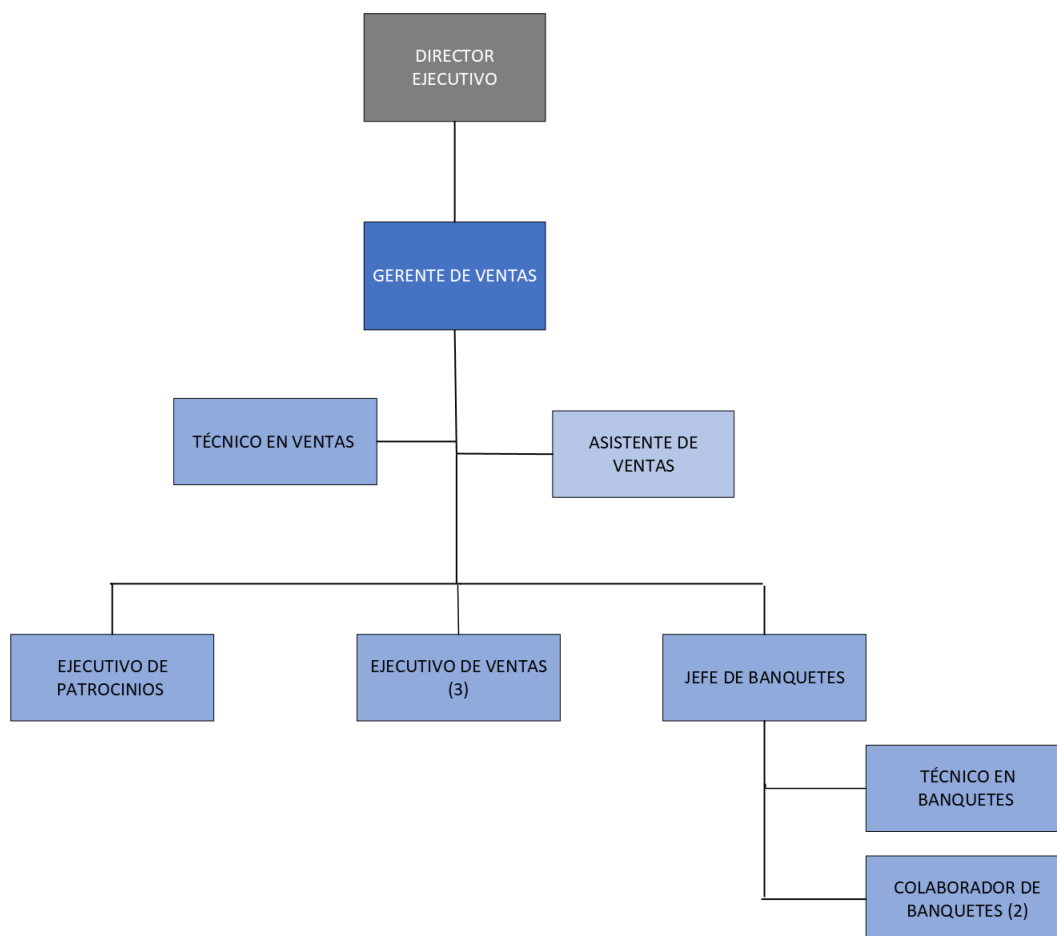 DIRECTOR
EJECUTIVO
GERENTE DE VENTAS
TÉCNICO EN VENTAS
ASISTENTE DE
VENTAS
EJECUTIVO DE
PATROCINIOS
EJECUTIVO DE VENTAS
(3)
JEFE DE BANQUETES
TÉCNICO EN
BANQUETES
COLABORADOR DE
BANQUETES (2)